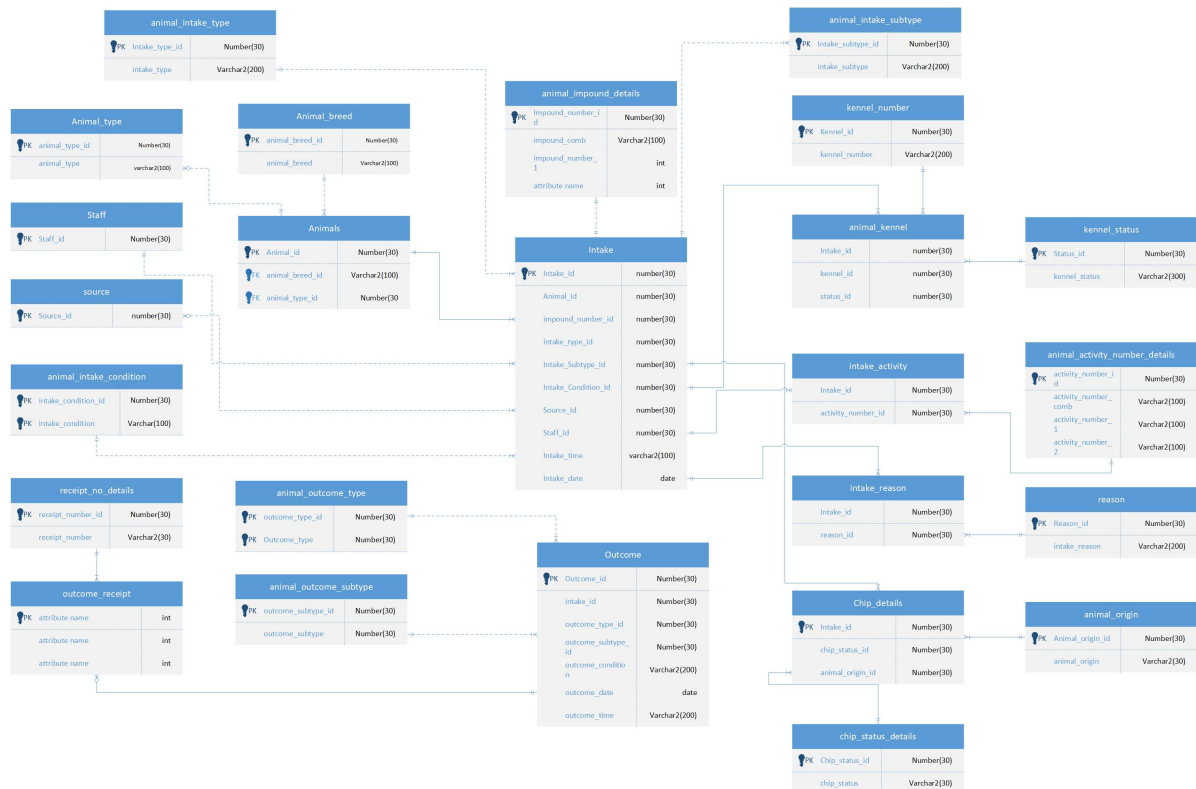 animal_intake_type
PK Intake_type_id Number(30)
intake_type Varchar2(200)
animal_intake_subtype
PK Intake_subtype_id Number(30)
intake_subtype Varchar2(200)
animal_impound_details
PK Impound_number_i
d Number(30)
impound_comb Varchar2(100)
impound_number_
1 int
attribute name int
kennel_number
PK Kennel_id Number(30)
kennel_number Varchar2(200)
Animal_type
PK animal_type_id Number(30)
animal_type varchar2(100)
Animal_breed
PK animal_breed_id Number(30)
animal_breed Varchar2(100)
Staff
PK Staff_id Number(30)
Animals
PK Animal_id Number(30)
FK animal_breed_id Varchar2(100)
FK animal_type_id Number(30
Intake
PK Intake_Id number(30)
Animal_Id number(30)
impound_number_id number(30)
intake_type_id number(30)
Intake_Subtype_Id number(30)
Intake_Condition_Id number(30)
Source_Id number(30)
Staff_Id number(30)
Intake_time varchar2(100)
Intake_date date
animal_kennel
Intake_id number(30)
kennel_id number(30)
status_id number(30)
kennel_status
PK Status_id Number(30)
kennel_status Varchar2(300)
source
PK Source_id number(30)
animal_intake_condition
PK intake_condition_id Number(30)
PK Intake_condition Varchar(100)
intake_activity
Intake_id Number(30)
activity_number_id Number(30)
animal_activity_number_details
PK activity_number_i
d Number(30)
activity_number_
comb Varchar2(100)
activity_number_
1 Varchar2(100)
activity_number_
2 Varchar2(100)
receipt_no_details
PK receipt_number_id Number(30)
receipt_number Varchar2(30)
animal_outcome_type
PK outcome_type_id Number(30)
PK Outcome_type Number(30)
intake_reason
Intake_id Number(30)
reason_id Number(30)
reason
PK Reason_id Number(30)
intake_reason Varchar2(200)
outcome_receipt
PK attribute name int
attribute name int
attribute name int
animal_outcome_subtype
PK outcome_subtype_id Number(30)
outcome_subtype Number(30)
Outcome
PK Outcome_id Number(30)
intake_id Number(30)
outcome_type_id Number(30)
outcome_subtype_
id Number(30)
outcome_conditio
n Varchar2(200)
outcome_date date
outcome_time Varchar2(200)
Chip_details
PK Intake_id Number(30)
chip_status_id Number(30)
animal_origin_id Number(30)
animal_origin
PK Animal_origin_id Number(30)
animal_origin Varchar2(30)
chip_status_details
PK Chip_status_id Number(30)
chip_status Varchar2(30)